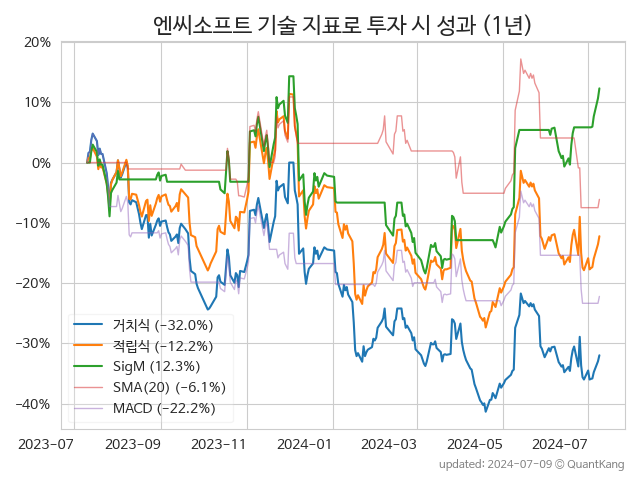 엔씨소프트 기술 지표로 투자 시 성과 (1년)
20%
10%
0%
−10%
−20%
−30%
−40%
거치식 (−32.0%)
적립식 (−12.2%)
SigM (12.3%)
SMA(20) (−6.1%)
MACD (−22.2%)
2023-07 2023-09 2023-11 2024-01 2024-03 2024-05 2024-07
updated: 2024-07-09 © QuantKang